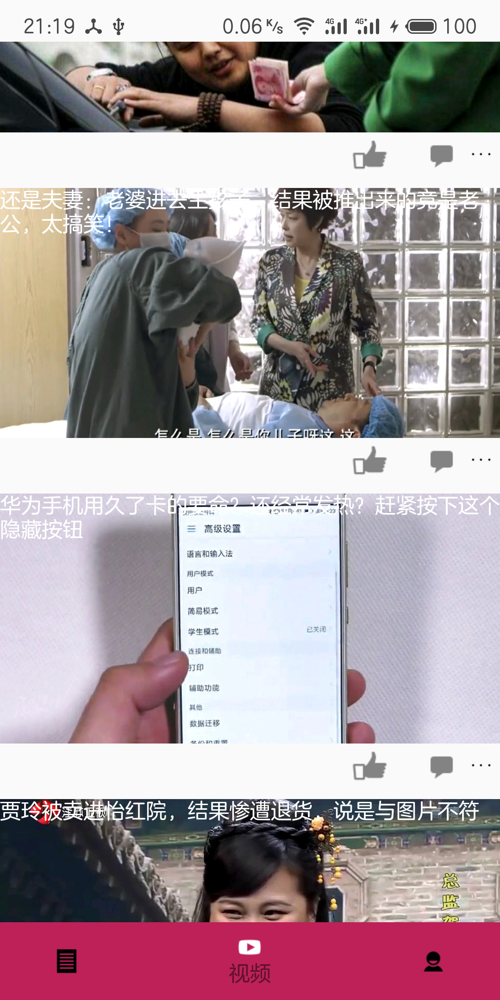 21:19
0.06 K/s 4G 4G+ 100
还是夫妻：老婆进去生孩子，结果被推出来的竟是老
公，太搞笑！
怎么是 怎么是你儿子呀这 这
华为手机用久了卡的要命？还经常发热？赶紧按下这个
隐藏按钮
高级设置
语言和输入法
用户模式
用户
简易模式
学生模式 已关闭
连接和辅助
打印
辅助功能
其他
数据迁移
备份和重置
贾玲被卖进怡红院，结果惨遭退货，说是与图片不符
总
监
视频